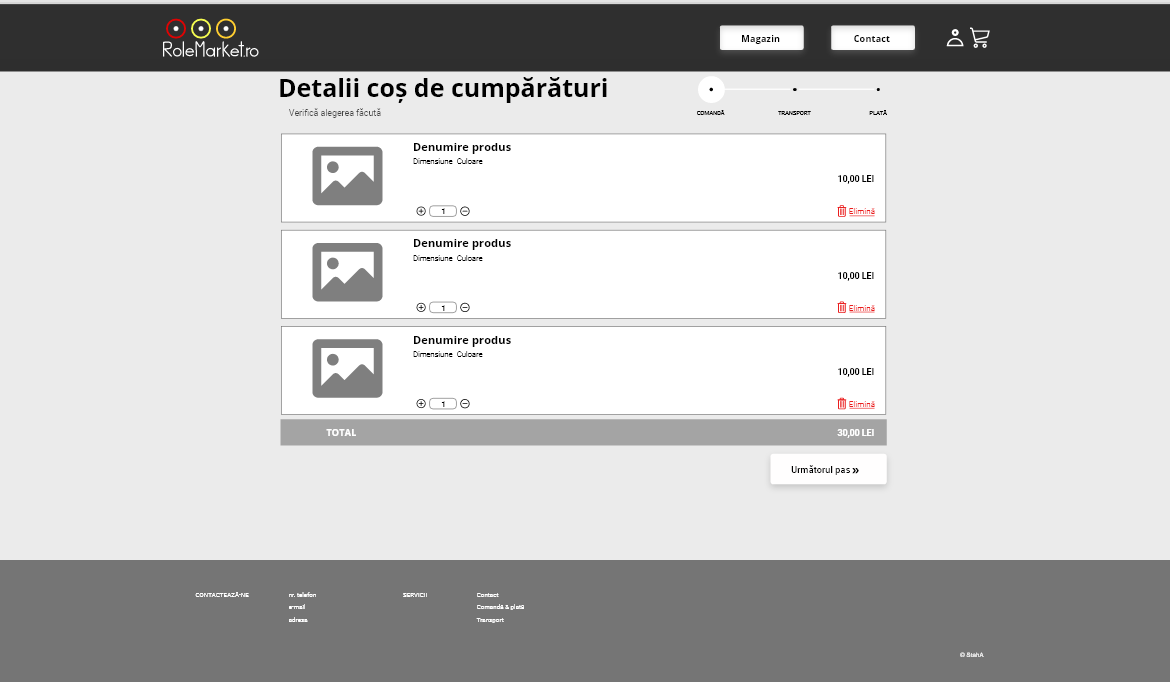 RoleMarket.ro
Magazin
Contact
Detalii coș de cumpărături
Verifică alegerea făcută
COMANDĂ
TRANSPORT
PLATĂ
Denumire produs
Dimensiune Culoare
10,00 LEI
1
Elimină
Denumire produs
Dimensiune Culoare
10,00 LEI
1
Elimină
Denumire produs
Dimensiune Culoare
10,00 LEI
1
Elimină
TOTAL 30,00 LEI
Următorul pas »
CONTACTEAZĂ-NE
nr. telefon
e-mail
adresa
SERVICII
Contact
Comandă & plată
Transport
© StahA